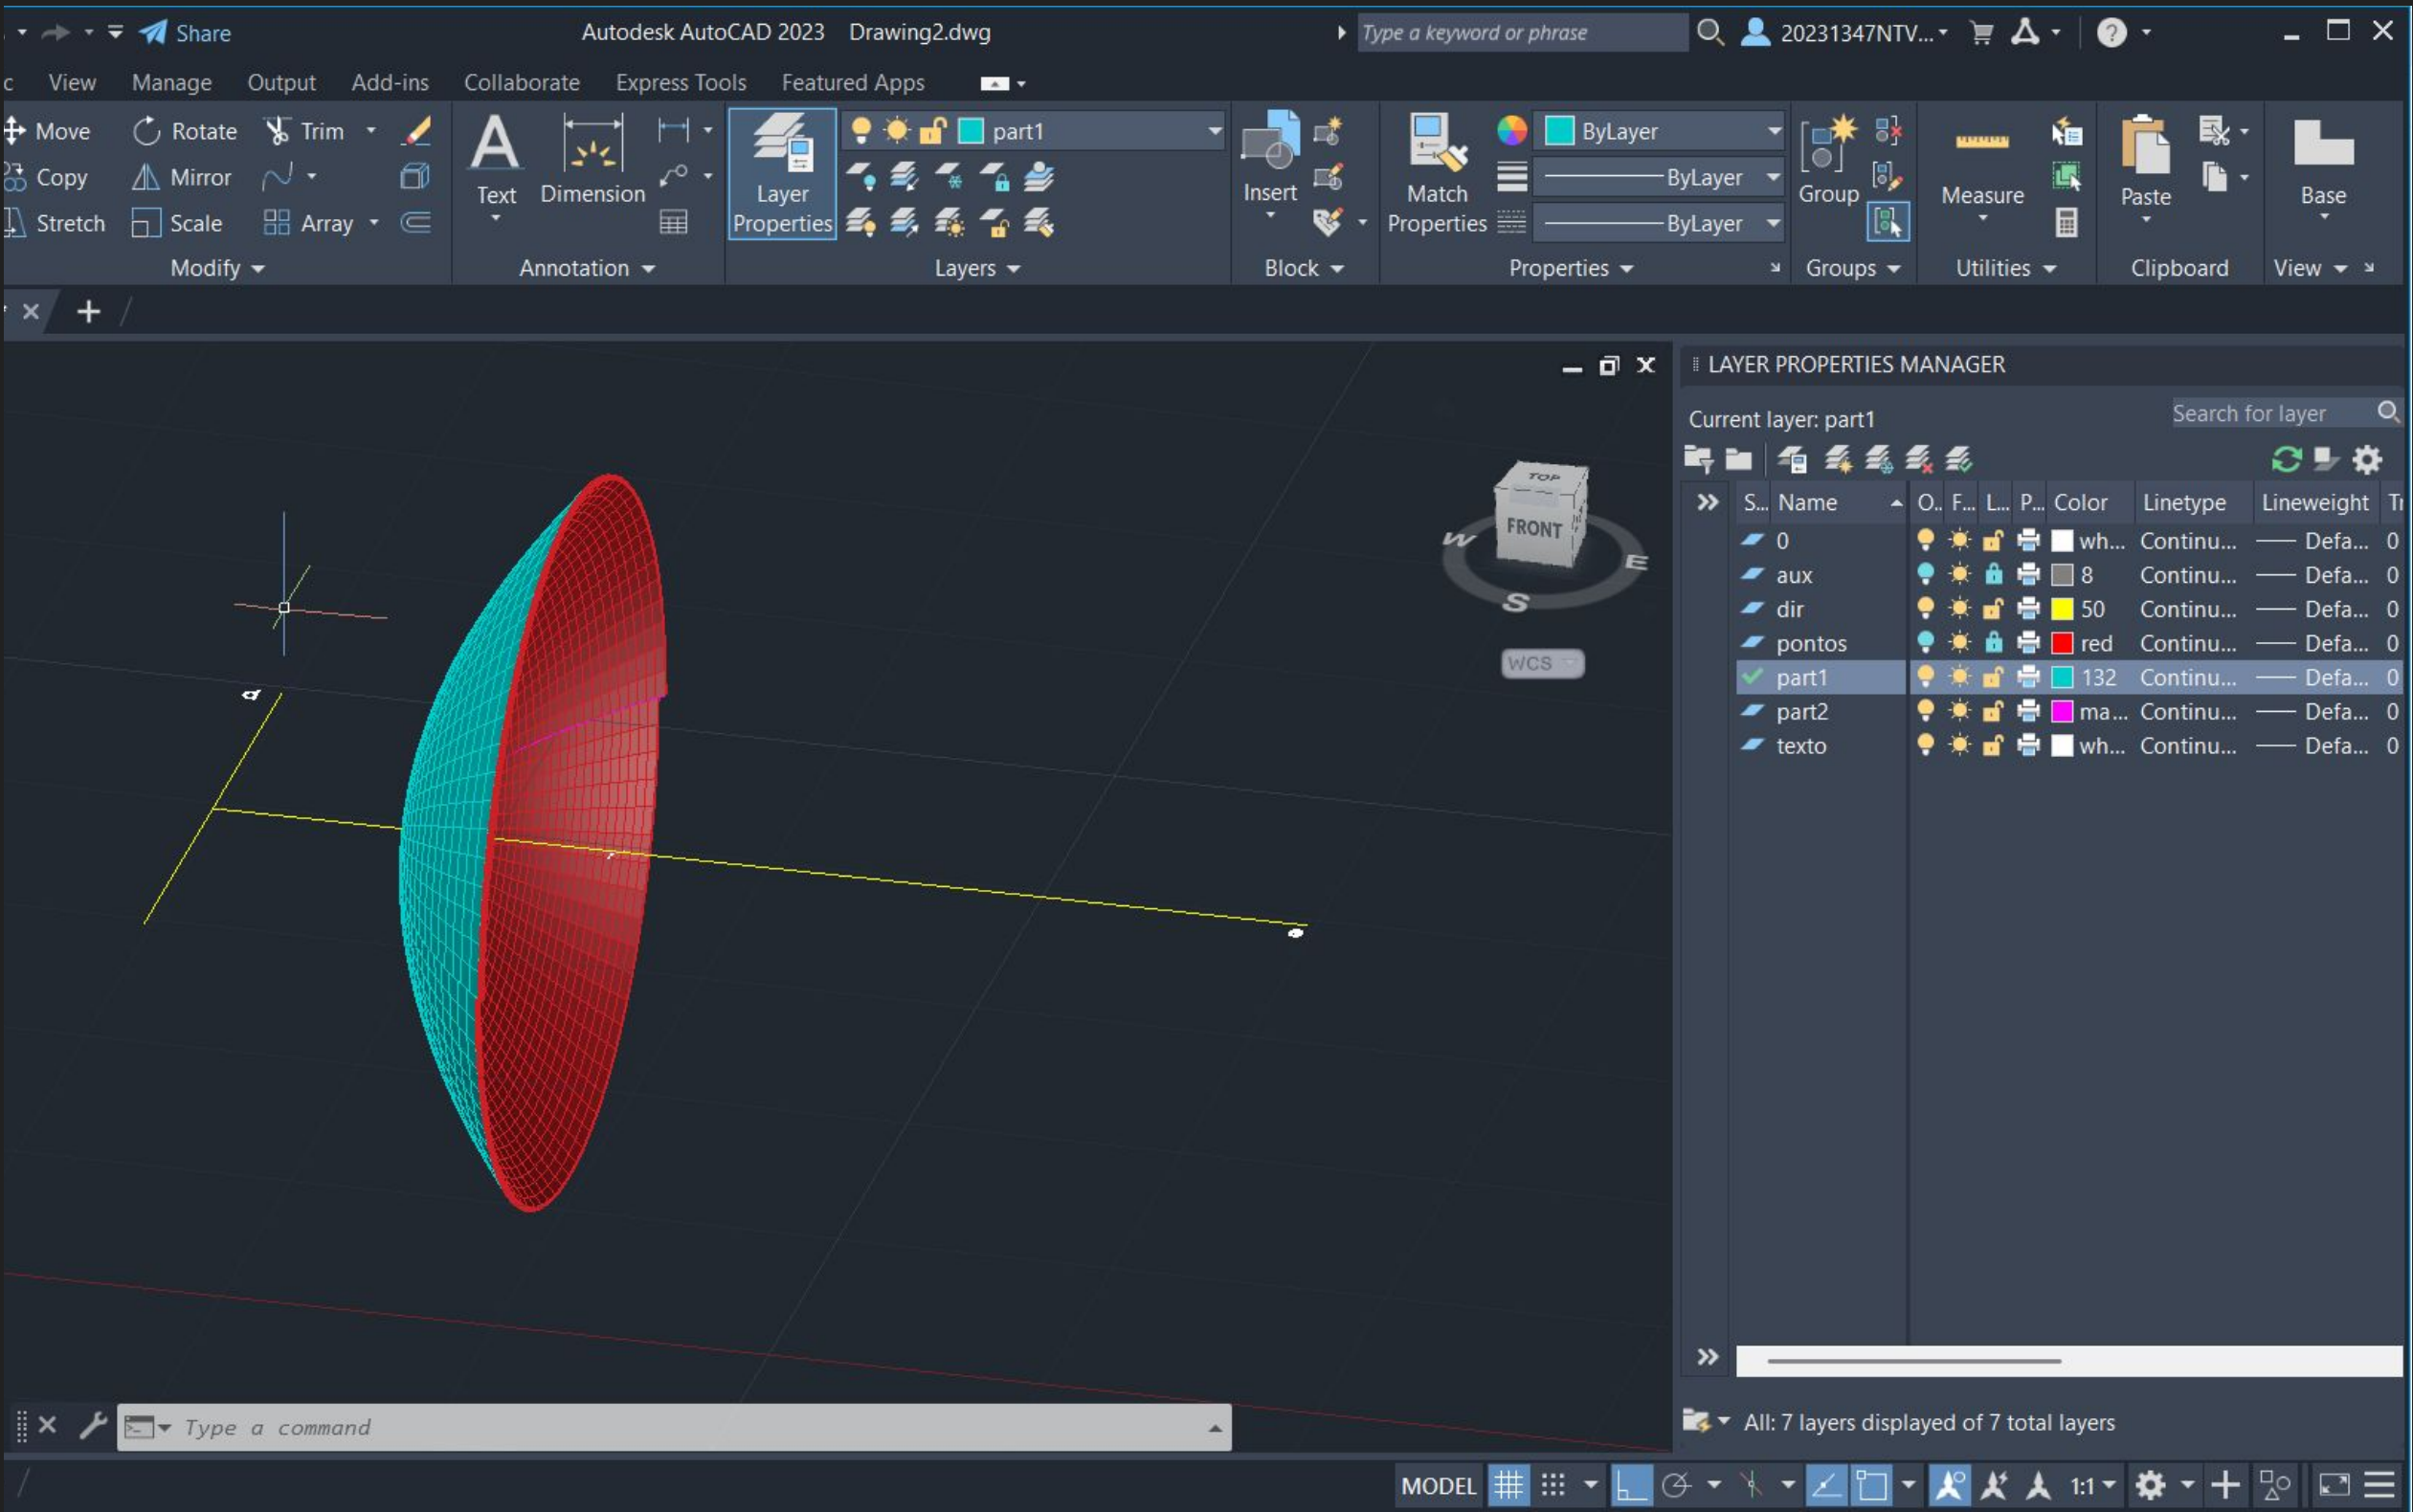 Share
Autodesk AutoCAD 2023 Drawing2.dwg
Type a keyword or phrase
20231347NTV...
c View Manage Output Add-ins Collaborate Express Tools Featured Apps
Move Rotate Trim
Copy Mirror
Stretch Scale Array
Modify
Text Dimension
Annotation
Layer Properties
part1
Layers
Insert
Block
Match Properties
ByLayer
ByLayer
ByLayer
Properties
Group
Groups
Measure
Utilities
Paste
Clipboard
Base
View
TOP
FRONT
W
E
S
WCS
d
LAYER PROPERTIES MANAGER
Current layer: part1
Search for layer
S... Name O.. F... L... P... Color Linetype Lineweight Tr
0 wh... Continu... Defa... 0
aux 8 Continu... Defa... 0
dir 50 Continu... Defa... 0
pontos red Continu... Defa... 0
part1 132 Continu... Defa... 0
part2 ma... Continu... Defa... 0
texto wh... Continu... Defa... 0
All: 7 layers displayed of 7 total layers
Type a command
MODEL
1:1